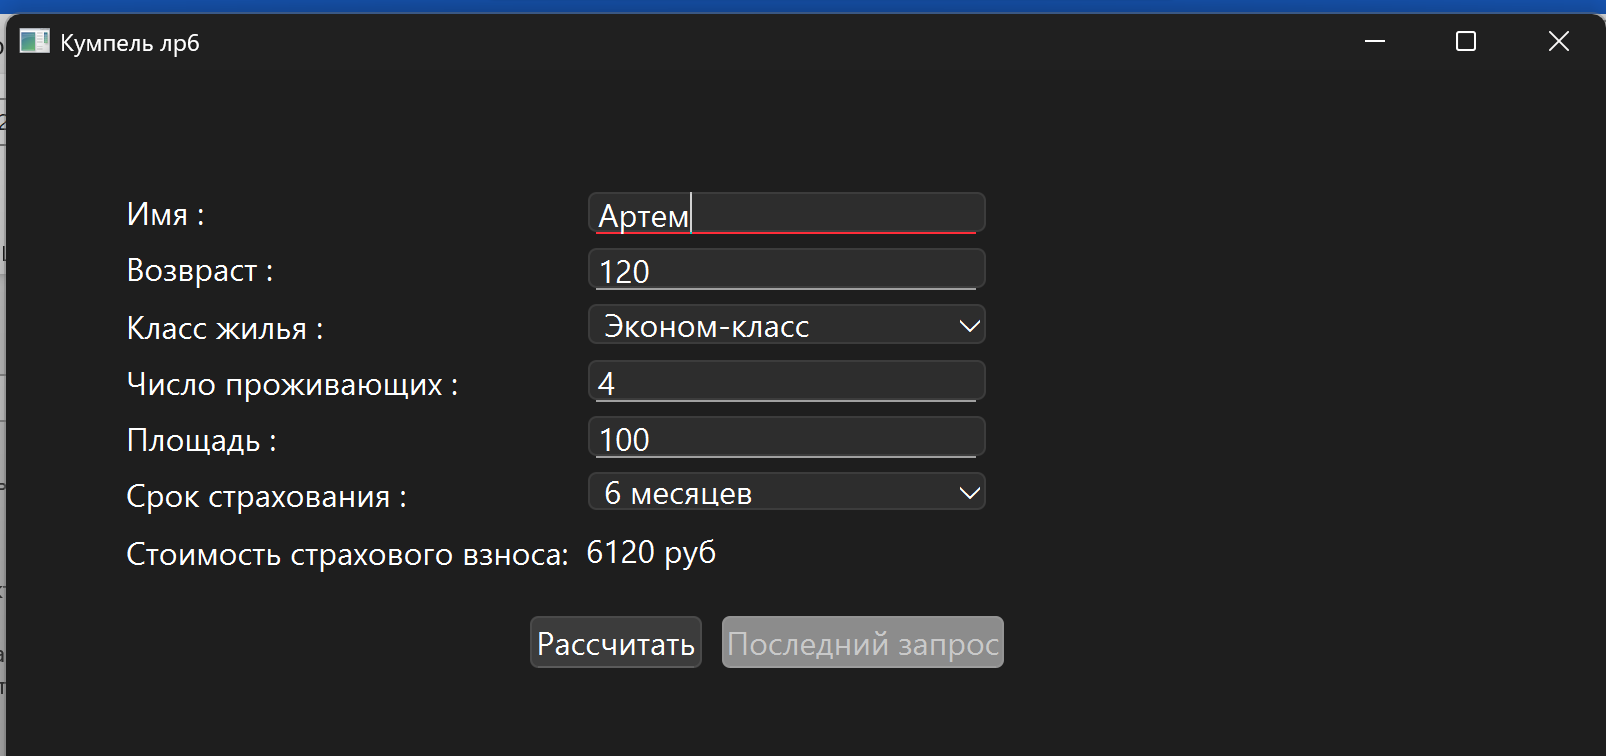 Кумпель лр6
Имя : Артем
Возвраст : 120
Класс жилья : Эконом-класс
Число проживающих : 4
Площадь : 100
Срок страхования : 6 месяцев
Стоимость страхового взноса: 6120 руб
Рассчитать Последний запрос